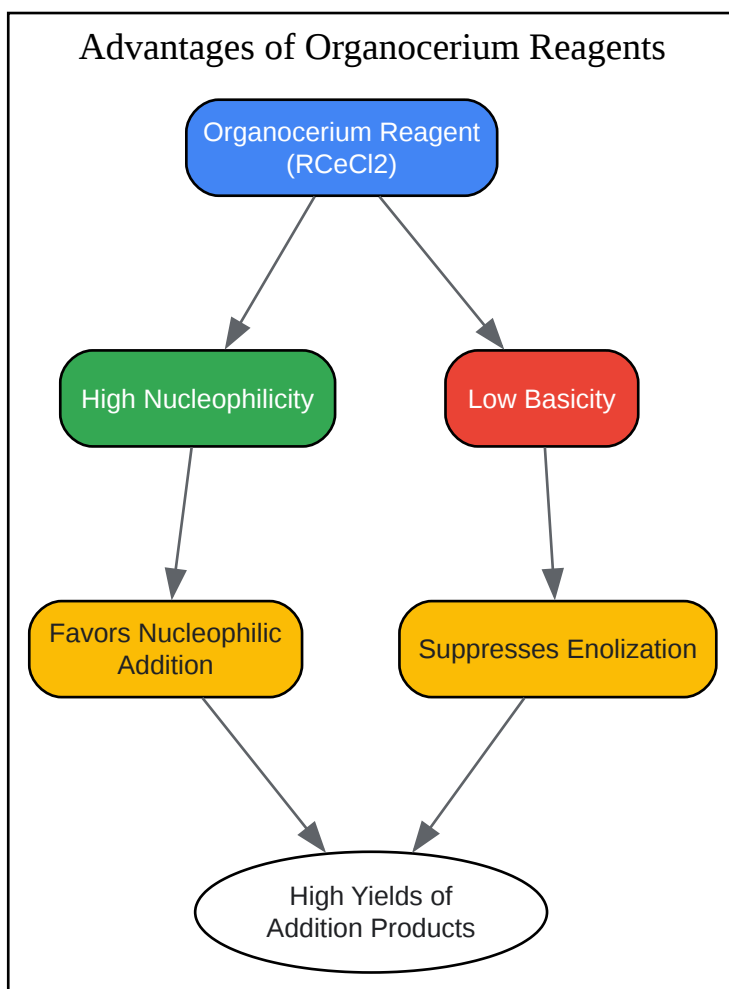 Advantages of Organocerium Reagents
Organocerium Reagent
(RCeCl2)
High Nucleophilicity
Low Basicity
Favors Nucleophilic
Addition
Suppresses Enolization
High Yields of
Addition Products